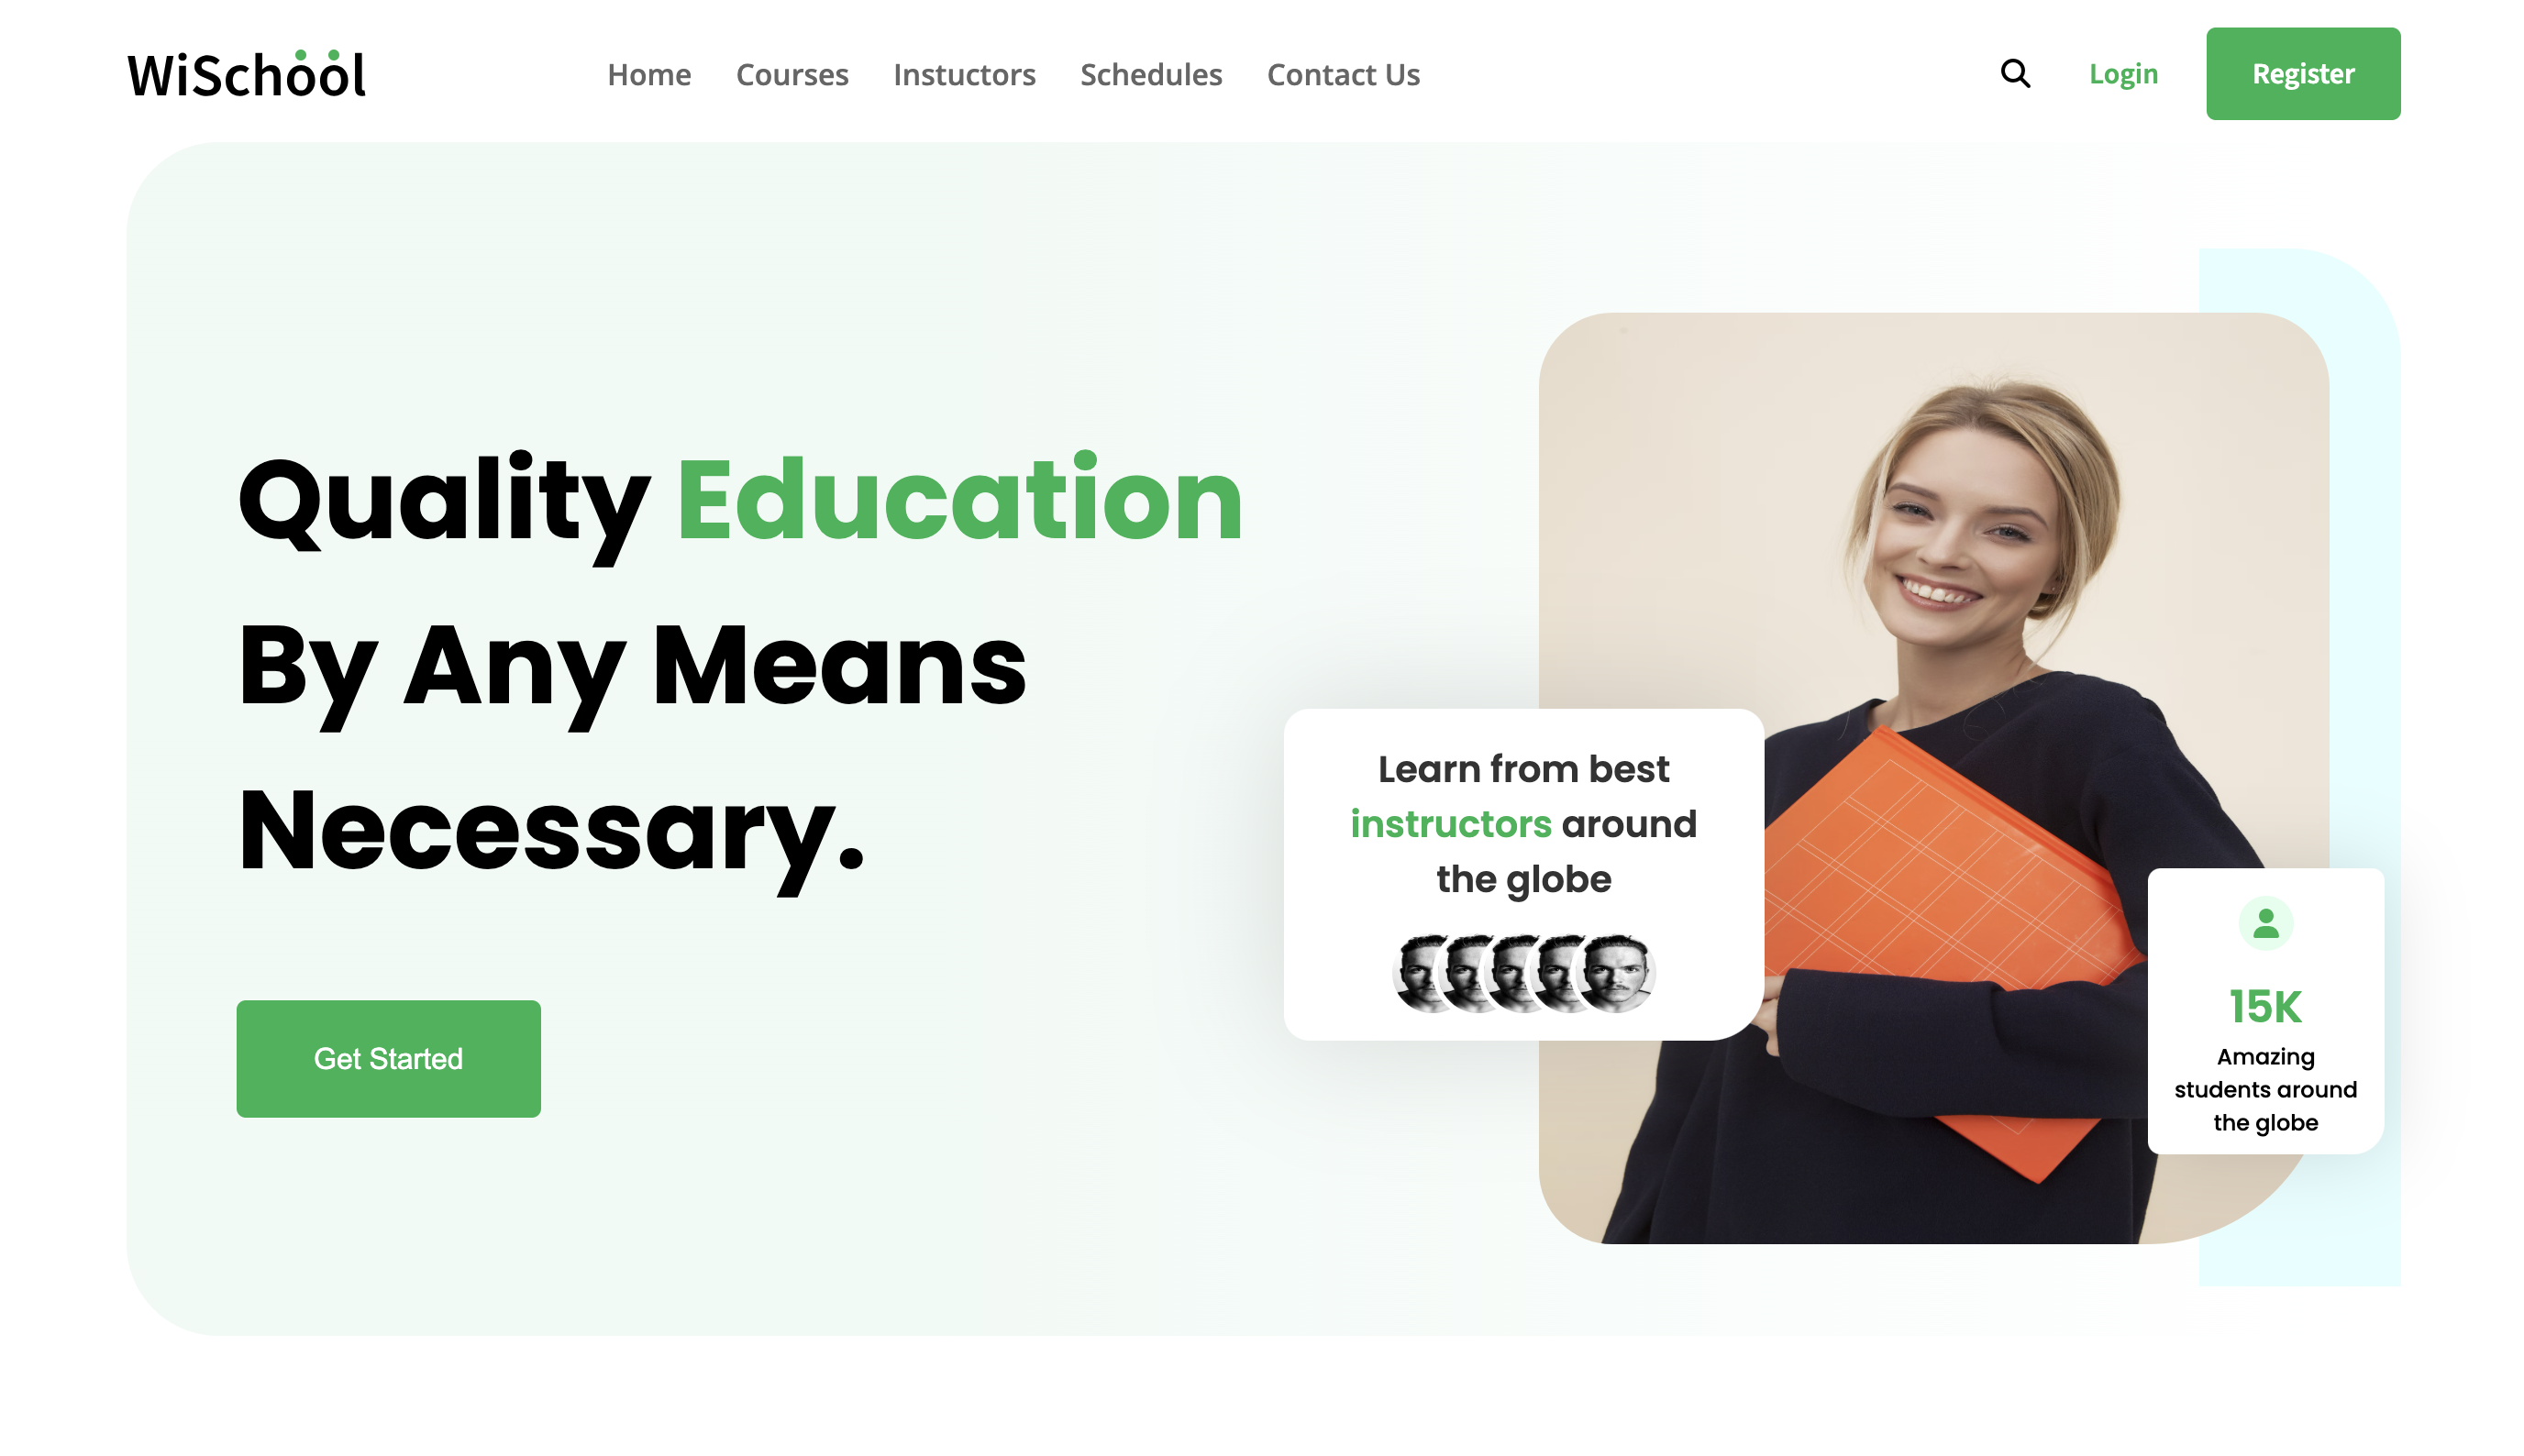 WiSchool
Home Courses Instuctors Schedules Contact Us
Login
Register
Quality Education
By Any Means
Necessary.
Get Started
Learn from best
instructors around
the globe
15K
Amazing
students around
the globe